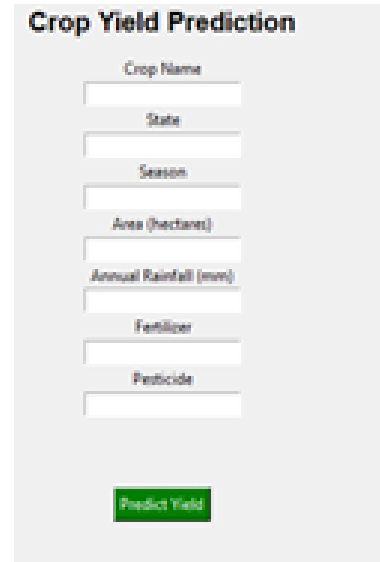 Crop Yield Prediction
Crop Name
State
Season
Area (hectares)
Annual Rainfall (mm)
Fertilizer
Pesticide
Predict Yield